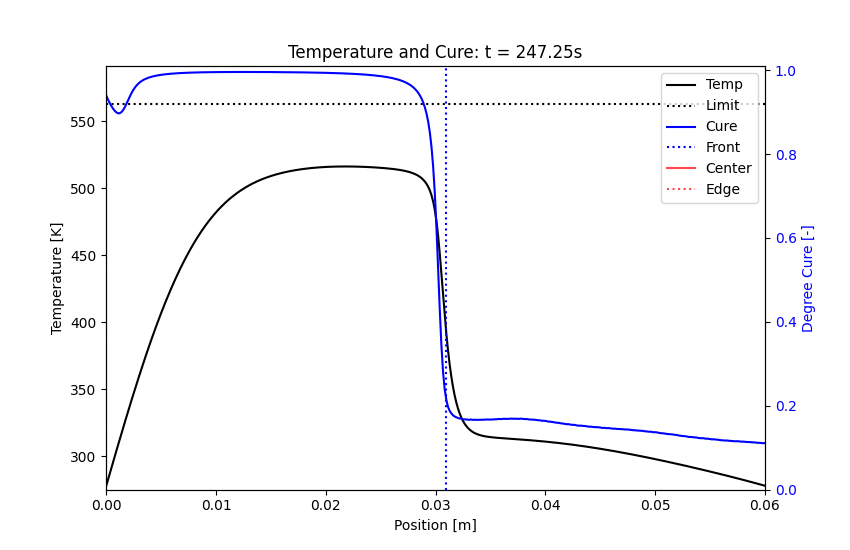 Temperature and Cure: t = 247.25s
Temp
Limit
Cure
Front
Center
Edge
Temperature [K]
550
500
450
400
350
300
Degree Cure [-]
1.0
0.8
0.6
0.4
0.2
0.0
0.00 0.01 0.02 0.03 0.04 0.05 0.06
Position [m]